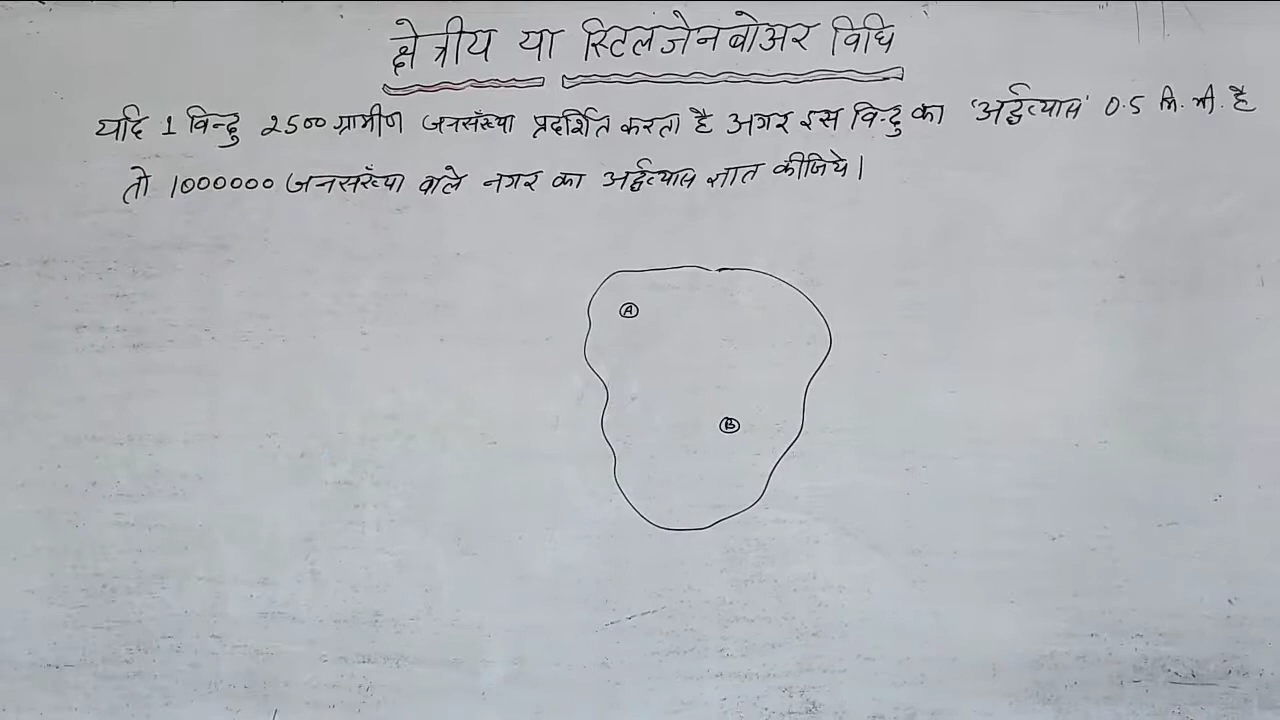 क्षेत्रीय या स्टिलजेनबोअर विधि
यदि 1 विन्दु 2500 ग्रामीण जनसँख्या प्रदर्शित करता है अगर इस विन्दु का 'अर्द्धव्यास' 0.5 मि. मी. है
तो 1000000 जनसँख्या वाले नगर का अर्द्धव्यास ज्ञात कीजिये।
A
B